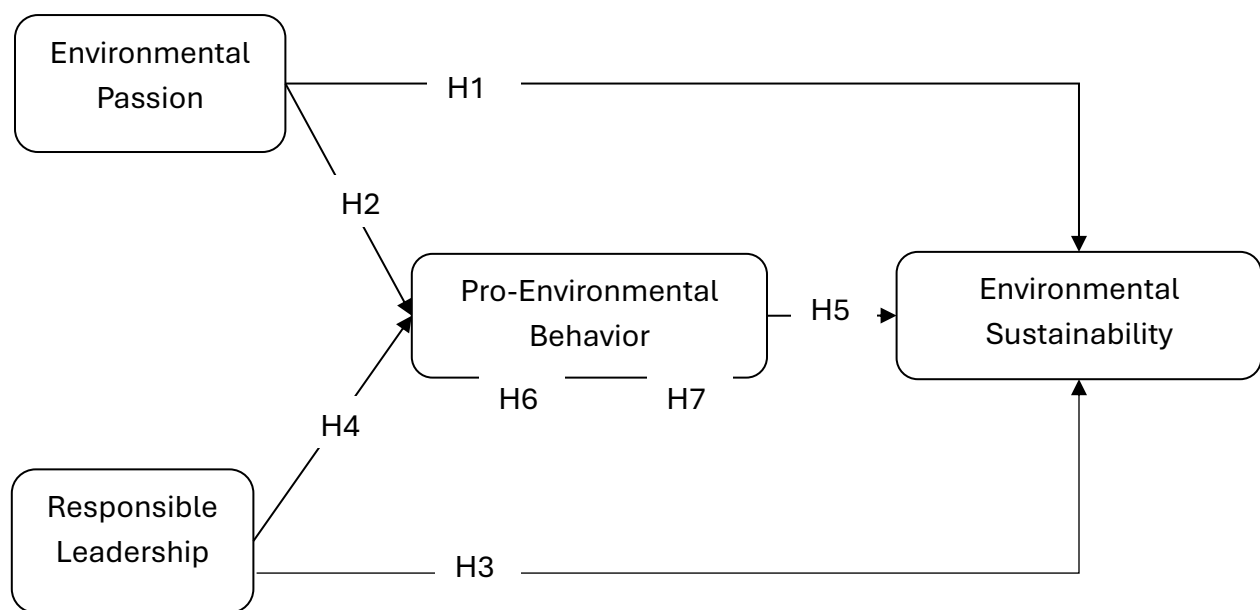 Environmental
Passion
H1
H2
Pro-Environmental
Behavior
H5
Environmental
Sustainability
H6
H7
H4
Responsible
Leadership
H3